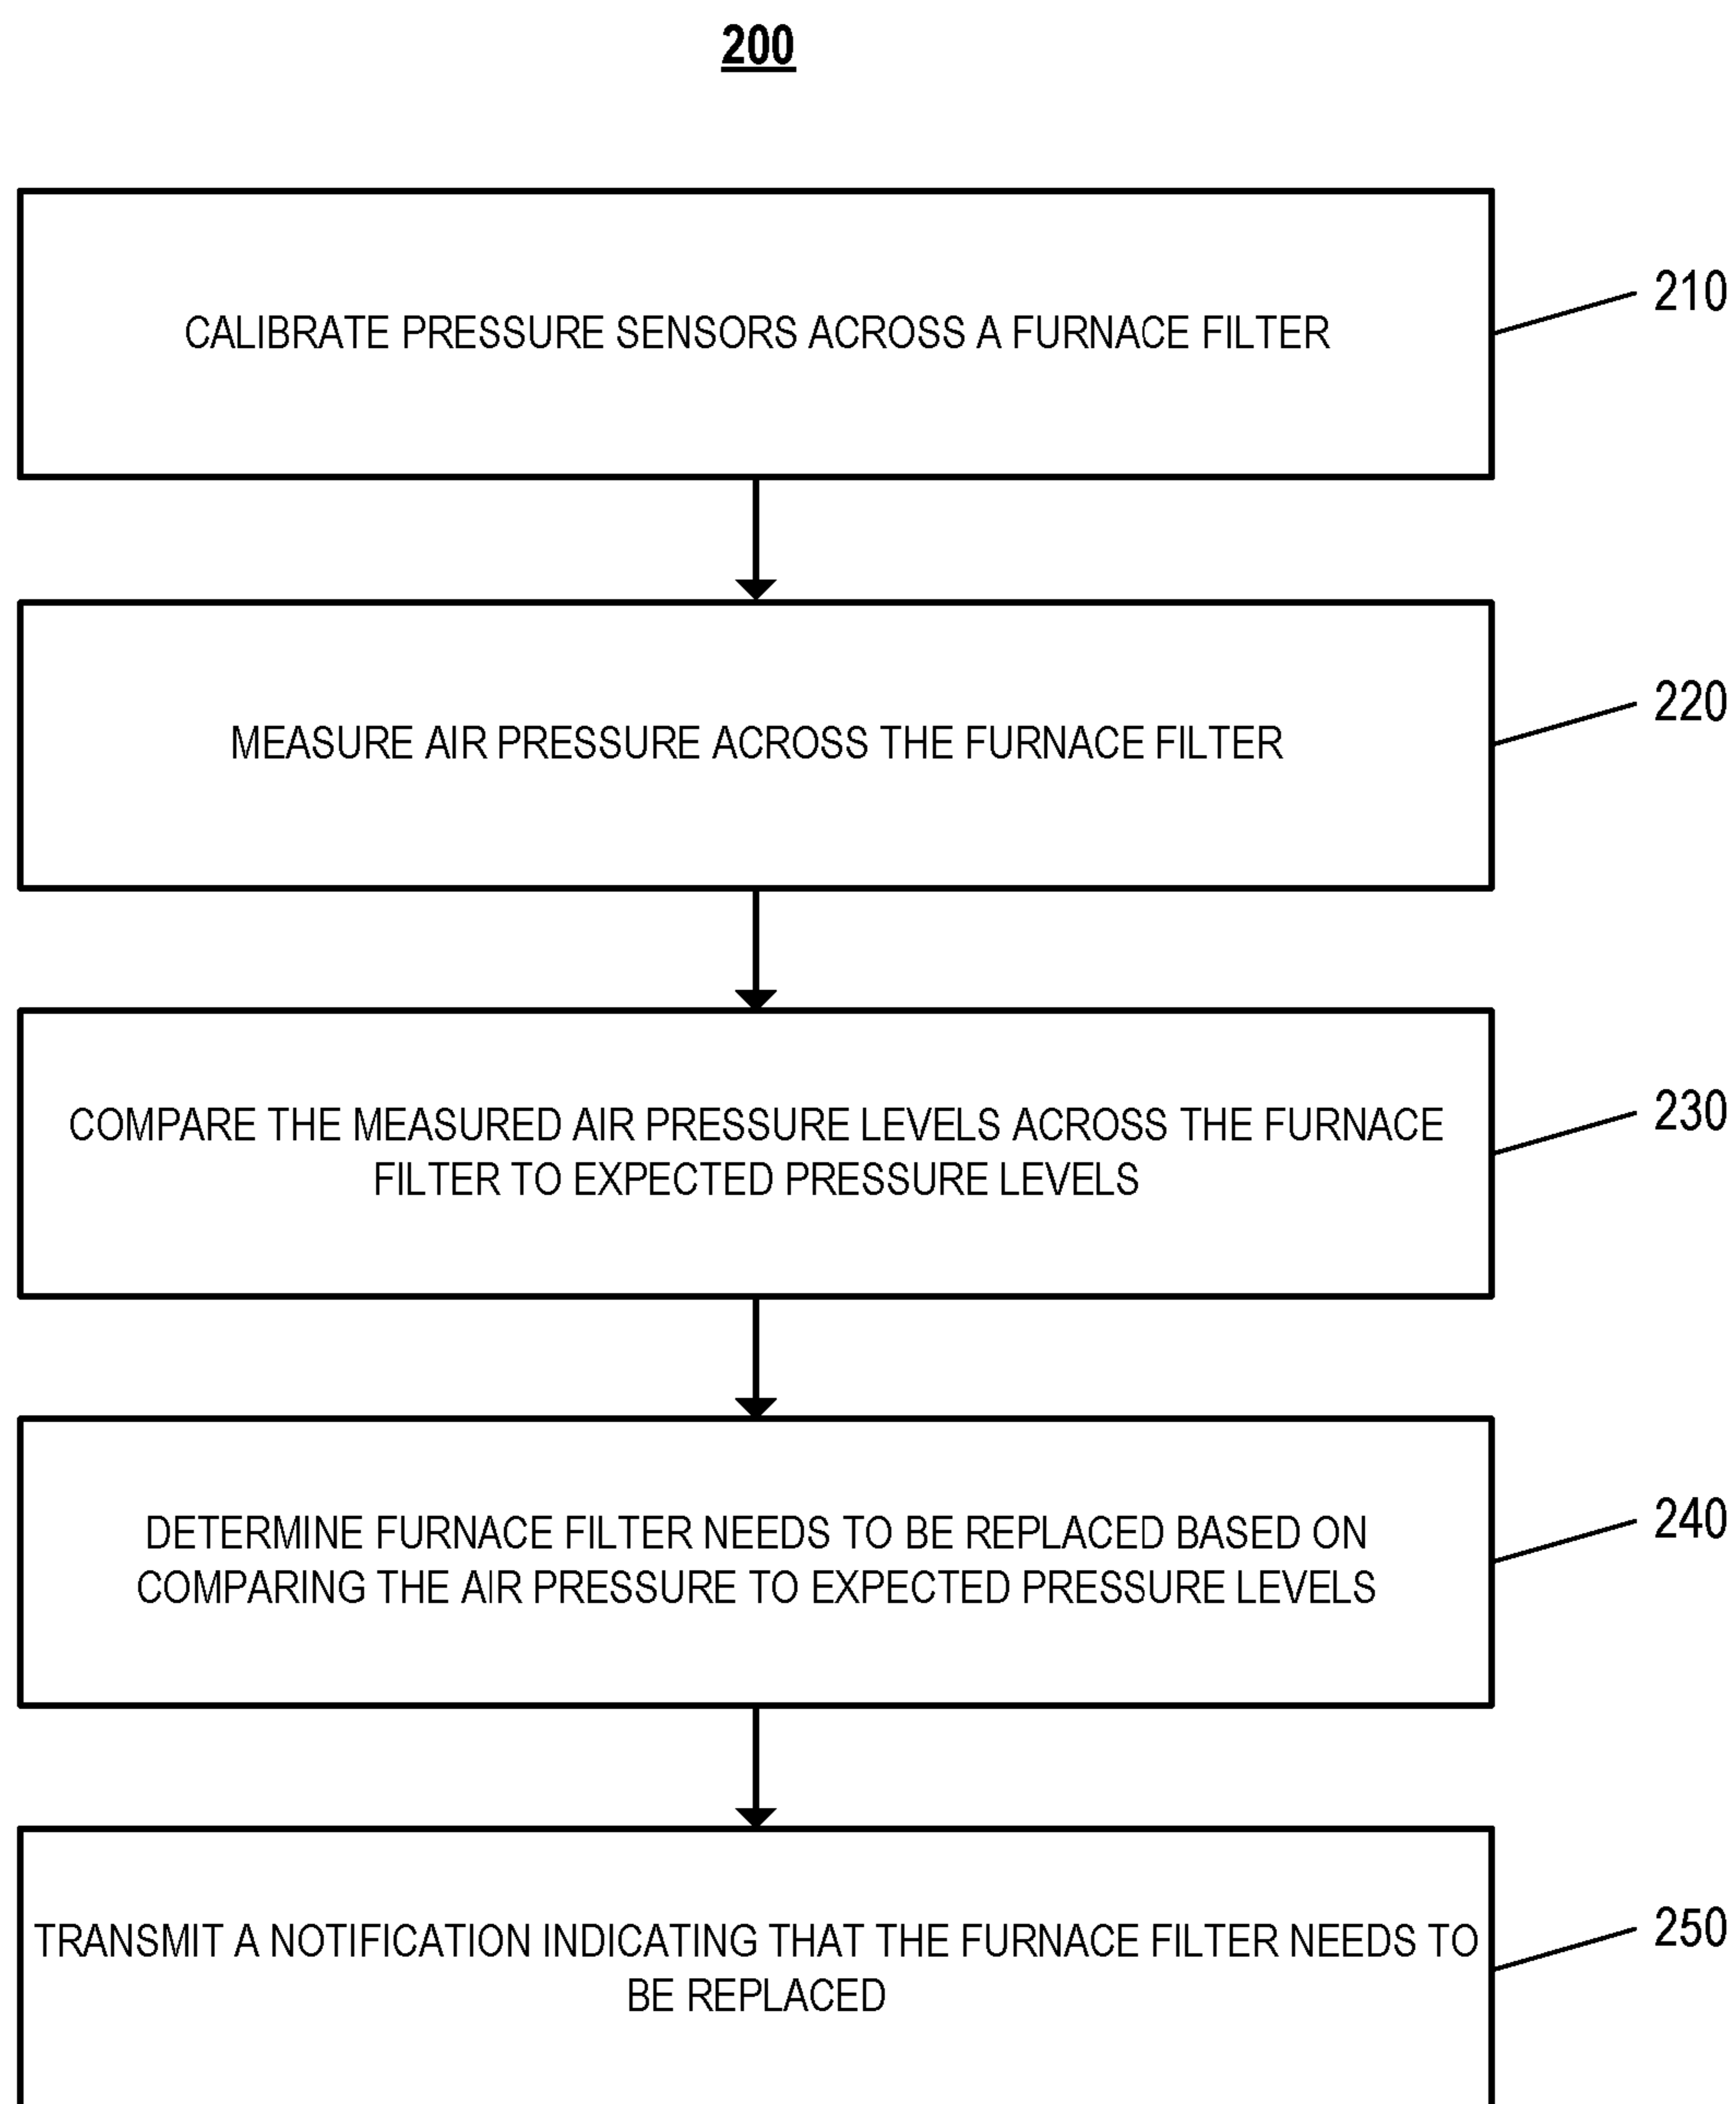 200
CALIBRATE PRESSURE SENSORS ACROSS A FURNACE FILTER
210
MEASURE AIR PRESSURE ACROSS THE FURNACE FILTER
220
COMPARE THE MEASURED AIR PRESSURE LEVELS ACROSS THE FURNACE
FILTER TO EXPECTED PRESSURE LEVELS
230
DETERMINE FURNACE FILTER NEEDS TO BE REPLACED BASED ON
COMPARING THE AIR PRESSURE TO EXPECTED PRESSURE LEVELS
240
TRANSMIT A NOTIFICATION INDICATING THAT THE FURNACE FILTER NEEDS TO
BE REPLACED
250